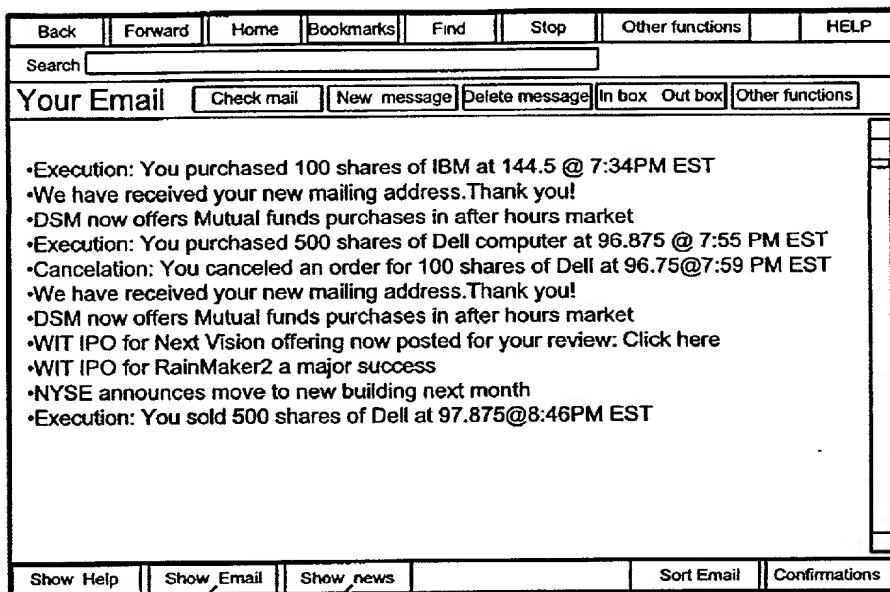 Back Forward Home Bookmarks Find Stop Other functions HELP
Search
Your Email Check mail New message Delete message In box Out box Other functions
•Execution: You purchased 100 shares of IBM at 144.5 @ 7:34PM EST
•We have received your new mailing address.Thank you!
•DSM now offers Mutual funds purchases in after hours market
•Execution: You purchased 500 shares of Dell computer at 96.875 @ 7:55 PM EST
•Cancelation: You canceled an order for 100 shares of Dell at 96.75@7:59 PM EST
•We have received your new mailing address.Thank you!
•DSM now offers Mutual funds purchases in after hours market
•WIT IPO for Next Vision offering now posted for your review: Click here
•WIT IPO for RainMaker2 a major success
•NYSE announces move to new building next month
•Execution: You sold 500 shares of Dell at 97.875@8:46PM EST
Show Help Show Email Show news Sort Email Confirmations